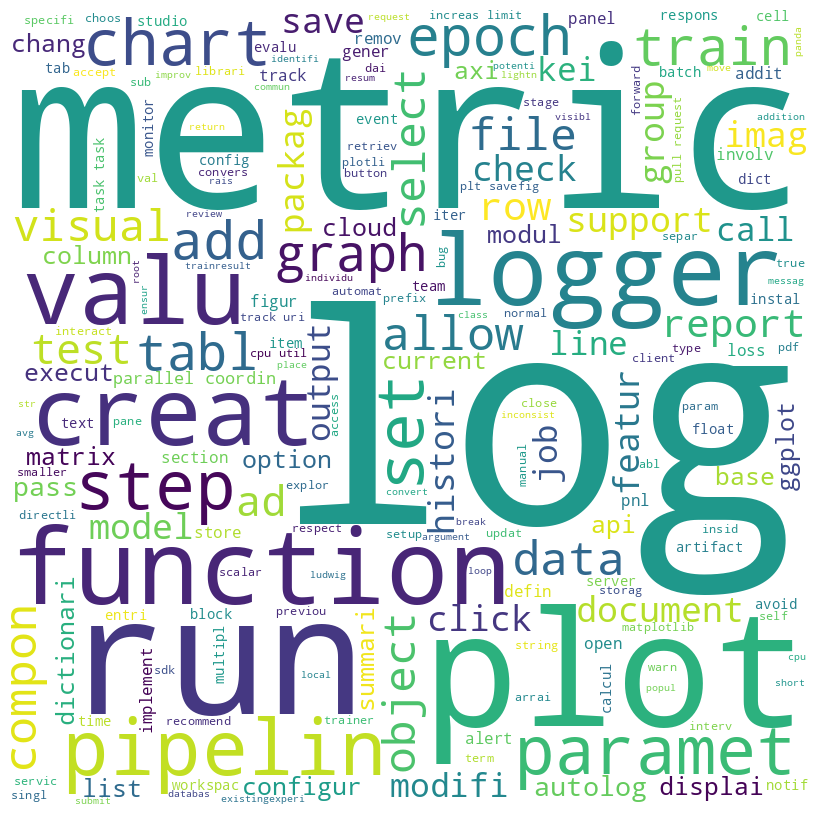 specifi
choos
studio
save
request
increas limit
panel
respons
cell
chang
chart
evalu
identifi
remov
epoch
potenti
train
panda
tab
accept
improv
librari
gener
dai
track
resum
axi
lightn
kei
batch
move
addit
sub
commun
metric
stage
visibl
forward
group
addition
monitor
return
config
val
convers
rais
event
retriev
plotli
button
select
file
check
plt savefig
pull request
imag
involv
dict
task task
packag
review
visual
add
cloud
iter
row
modul
support
separ
call
true
column
root
trainresult
graph
individu
bug
logger
messag
instal
ensur
valu
figur
track uri
automat
team
prefix
class
normal
client
type
report
interact
test
tabl
item
cpu util
place
allow
current
line
loss
pdf
execut
parallel coordin
output
log
set
close
inconsist
featur
param
float
ggplot
str
creat
text
access
histori
job
avg
pane
matrix
smaller
section
option
convert
manual
abl
base
pass
step
explor
pnl
insid
directli
ad
model
store
respect
setup
break
argument
updat
api
artifact
function
data
server
storag
scalar
ludwig
loop
defin
compon
entri
block
previou
click
document
avoid
self
dictionari
run
multipl
summari
object
string
matplotlib
open
plot
warn
cpu
implement
sdk
local
calcul
popul
short
time
recommend
trainer
arrai
alert
interv
pipelin
term
paramet
servic
workspac
list
configur
modifi
autolog
displai
notif
singl
submit
databas
existingexperi